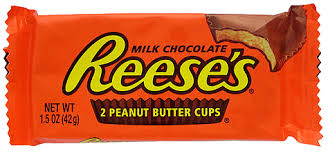 MILK CHOCOLATE
Reese's
2 PEANUT BUTTER CUPS
NET WT
1.5 OZ (42g)